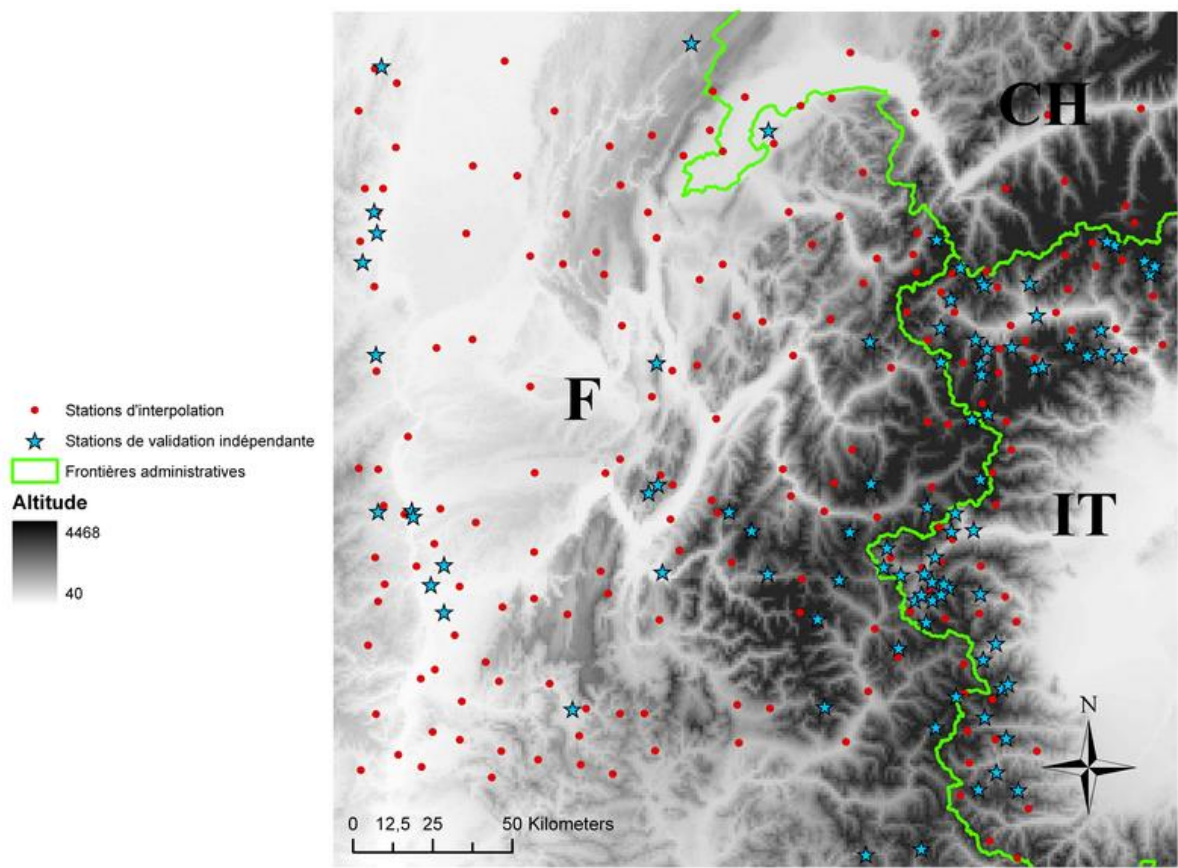 CH
F
IT
Stations d'interpolation
Stations de validation indépendante
Frontières administratives
Altitude
4468
40
N
0 12,5 25 50 Kilometers